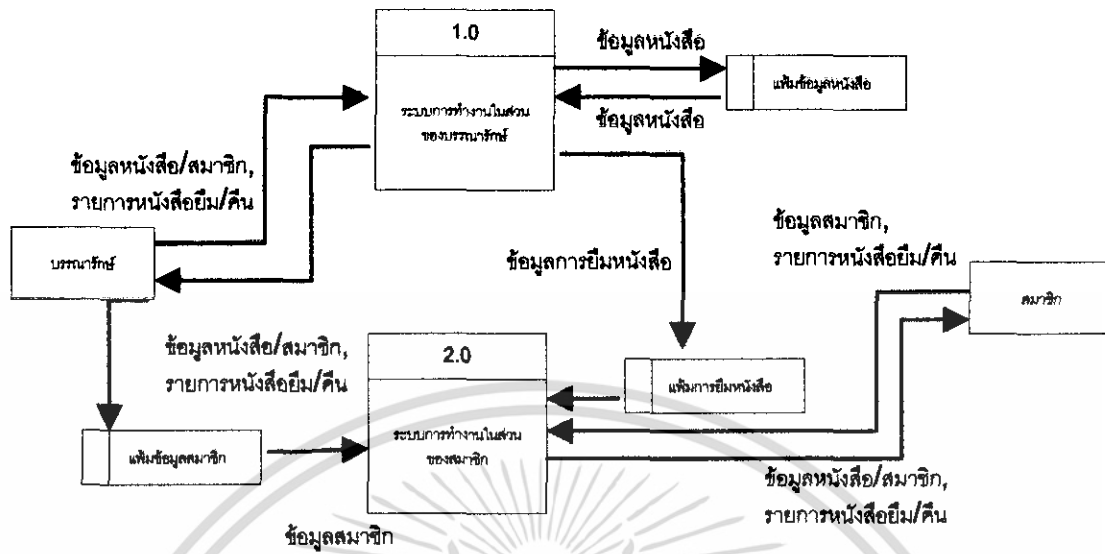 1.0
ระบบการทำงานในส่วน
ของบรรณารักษ์
ข้อมูลหนังสือ
แฟ้มข้อมูลหนังสือ
ข้อมูลหนังสือ
ข้อมูลหนังสือ/สมาชิก,
รายการหนังสือยืม/คืน
บรรณารักษ์
ข้อมูลการยืมหนังสือ
ข้อมูลสมาชิก,
รายการหนังสือยืม/คืน
สมาชิก
ข้อมูลหนังสือ/สมาชิก,
รายการหนังสือยืม/คืน
2.0
ระบบการทำงานในส่วน
ของสมาชิก
แฟ้มการยืมหนังสือ
แฟ้มข้อมูลสมาชิก
ข้อมูลสมาชิก
ข้อมูลหนังสือ/สมาชิก,
รายการหนังสือยืม/คืน